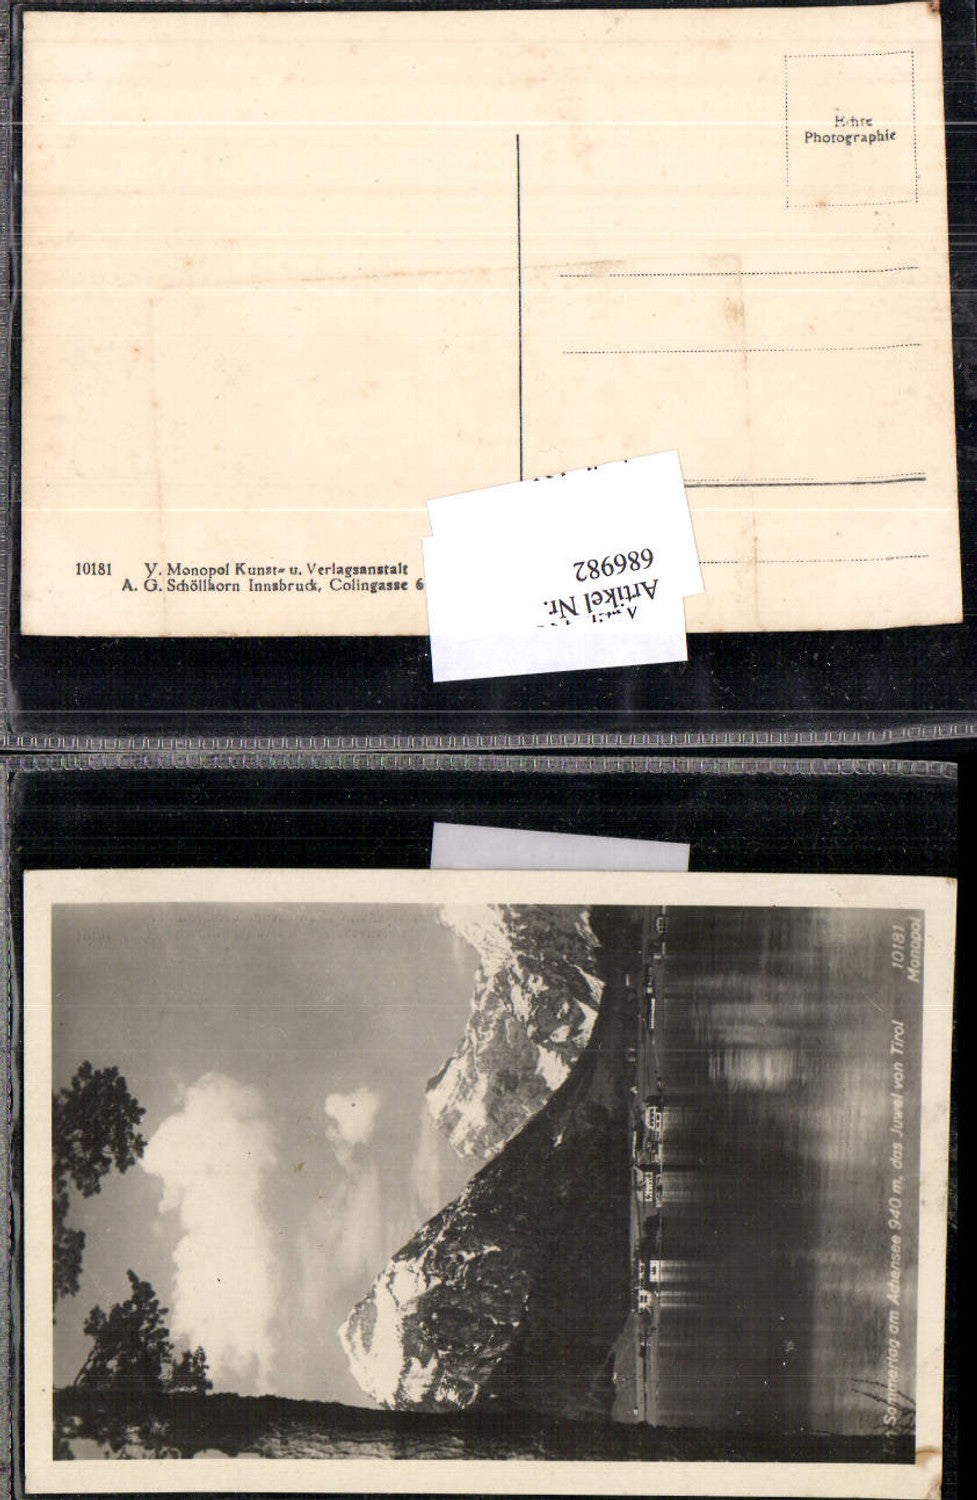 Echte
Photographie
10181 V. Monopol Kunst- u. Verlagsanstalt
A. G. Schöllhorn Innsbruck, Colingasse 6
Artikel Nr.
686982
Sommertag am Achensee 940 m, das Juwel von Tirol 10181
Monopol